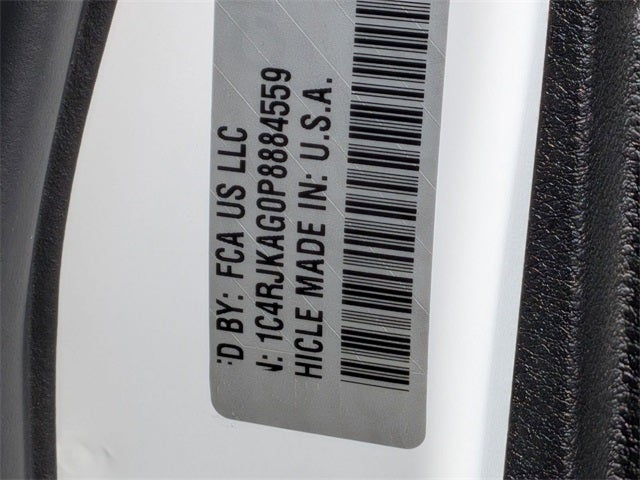 D BY: FCA US LLC
N: 1C4RJKAG0P8884559
HICLE MADE IN: U.S.A.